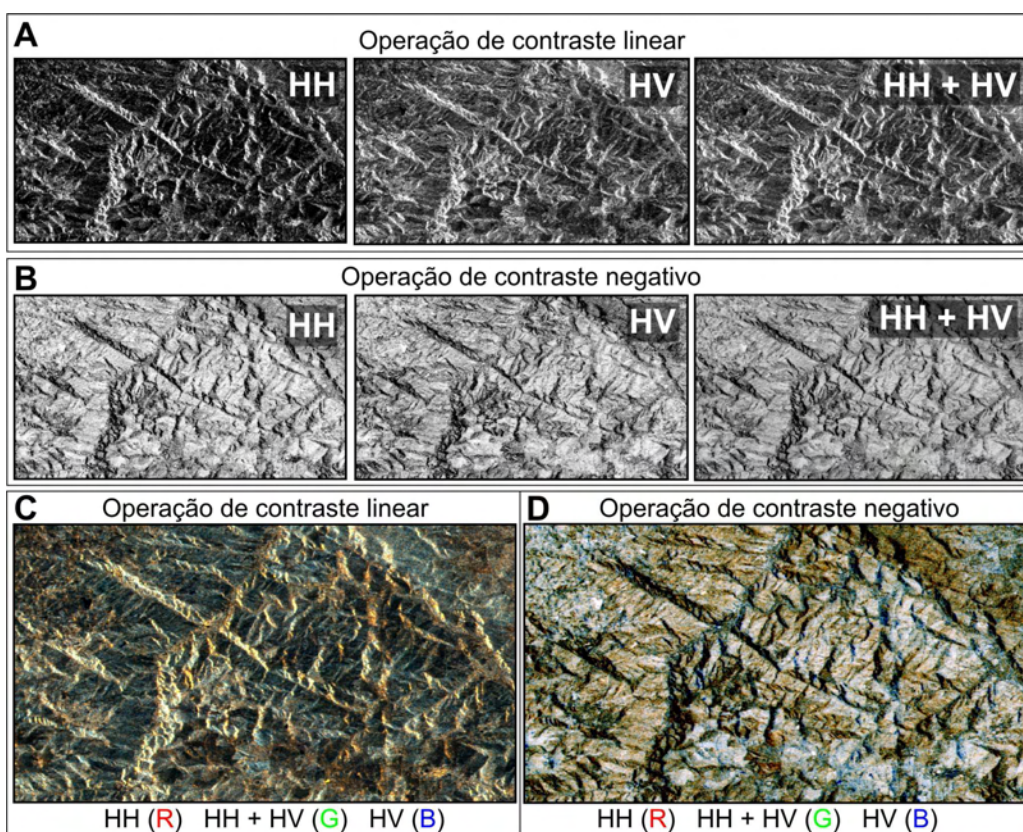 A
Operação de contraste linear
HH
HV
HH + HV
B
Operação de contraste negativo
HH
HV
HH + HV
C
Operação de contraste linear
D
Operação de contraste negativo
HH (R) HH + HV (G) HV (B)
HH (R) HH + HV (G) HV (B)